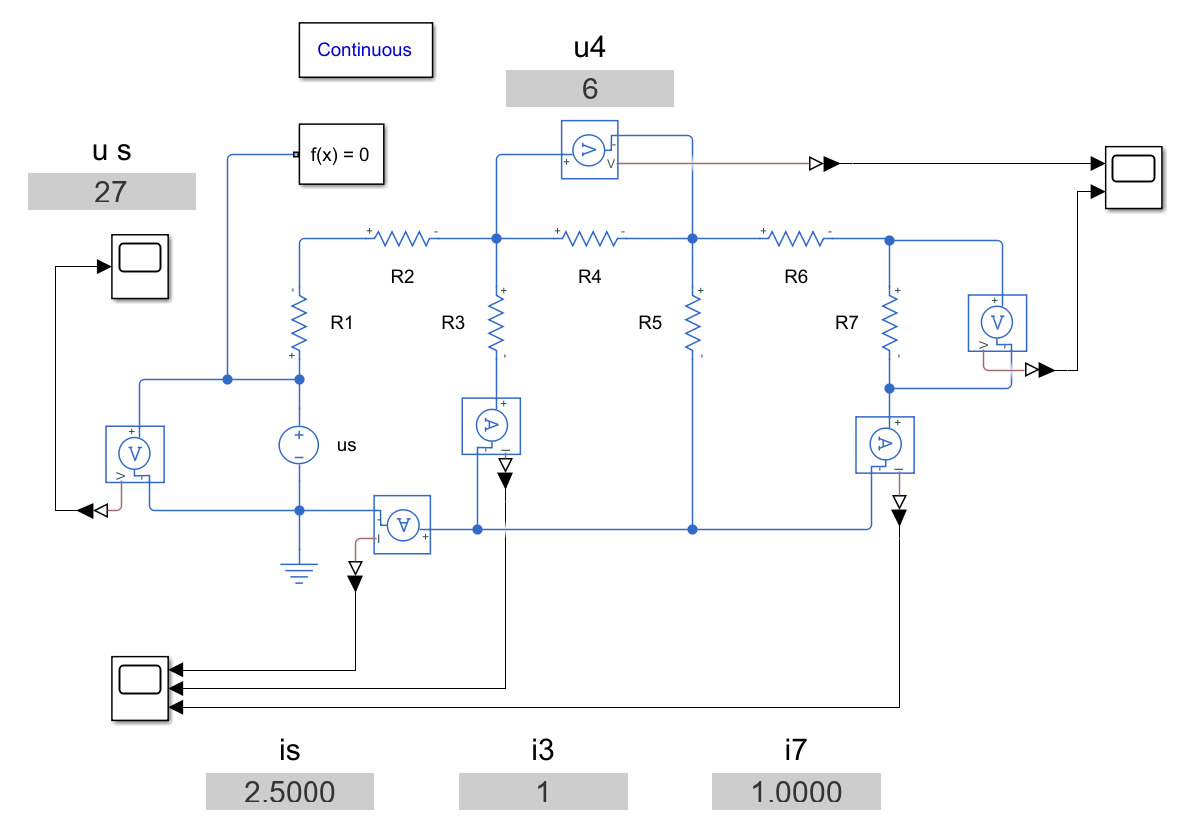 Continuous
u4
6
u s
27
f(x) = 0
+
-
V
+ -
+ -
+ -
R2
R4
R6
-
+
R1
+
-
R3
+
-
R5
+
-
R7
+
V
-
V
+
V
-
V
+
−
us
+
A
-
I
+
A
-
I
-
A
+
I
is
2.5000
i3
1
i7
1.0000